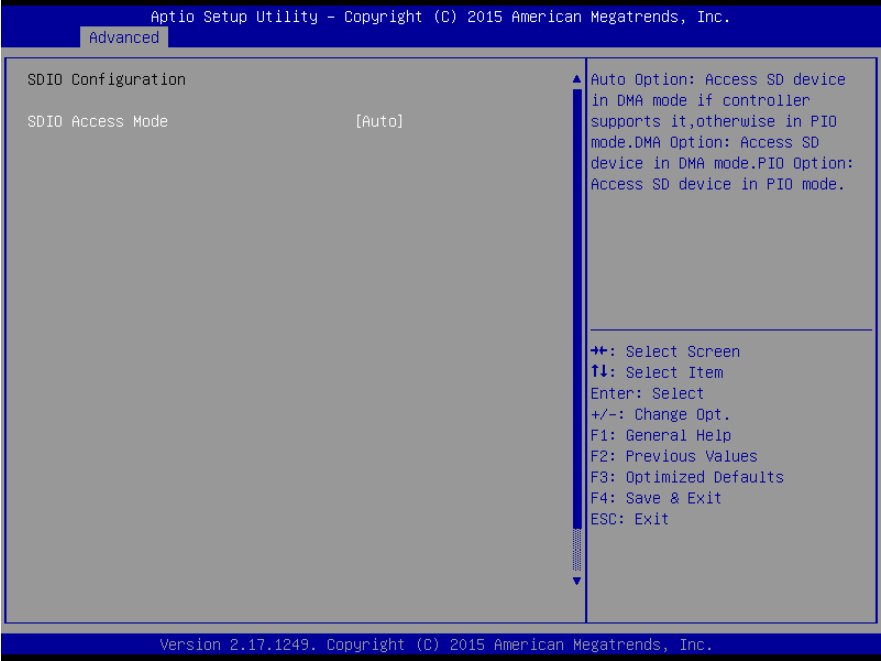 Aptio Setup Utility – Copyright (C) 2015 American Megatrends, Inc.
Advanced
SDIO Configuration
SDIO Access Mode [Auto]
Auto Option: Access SD device
in DMA mode if controller
supports it,otherwise in PIO
mode.DMA Option: Access SD
device in DMA mode.PIO Option:
Access SD device in PIO mode.
→←: Select Screen
↑↓: Select Item
Enter: Select
+/-: Change Opt.
F1: General Help
F2: Previous Values
F3: Optimized Defaults
F4: Save & Exit
ESC: Exit
Version 2.17.1249. Copyright (C) 2015 American Megatrends, Inc.